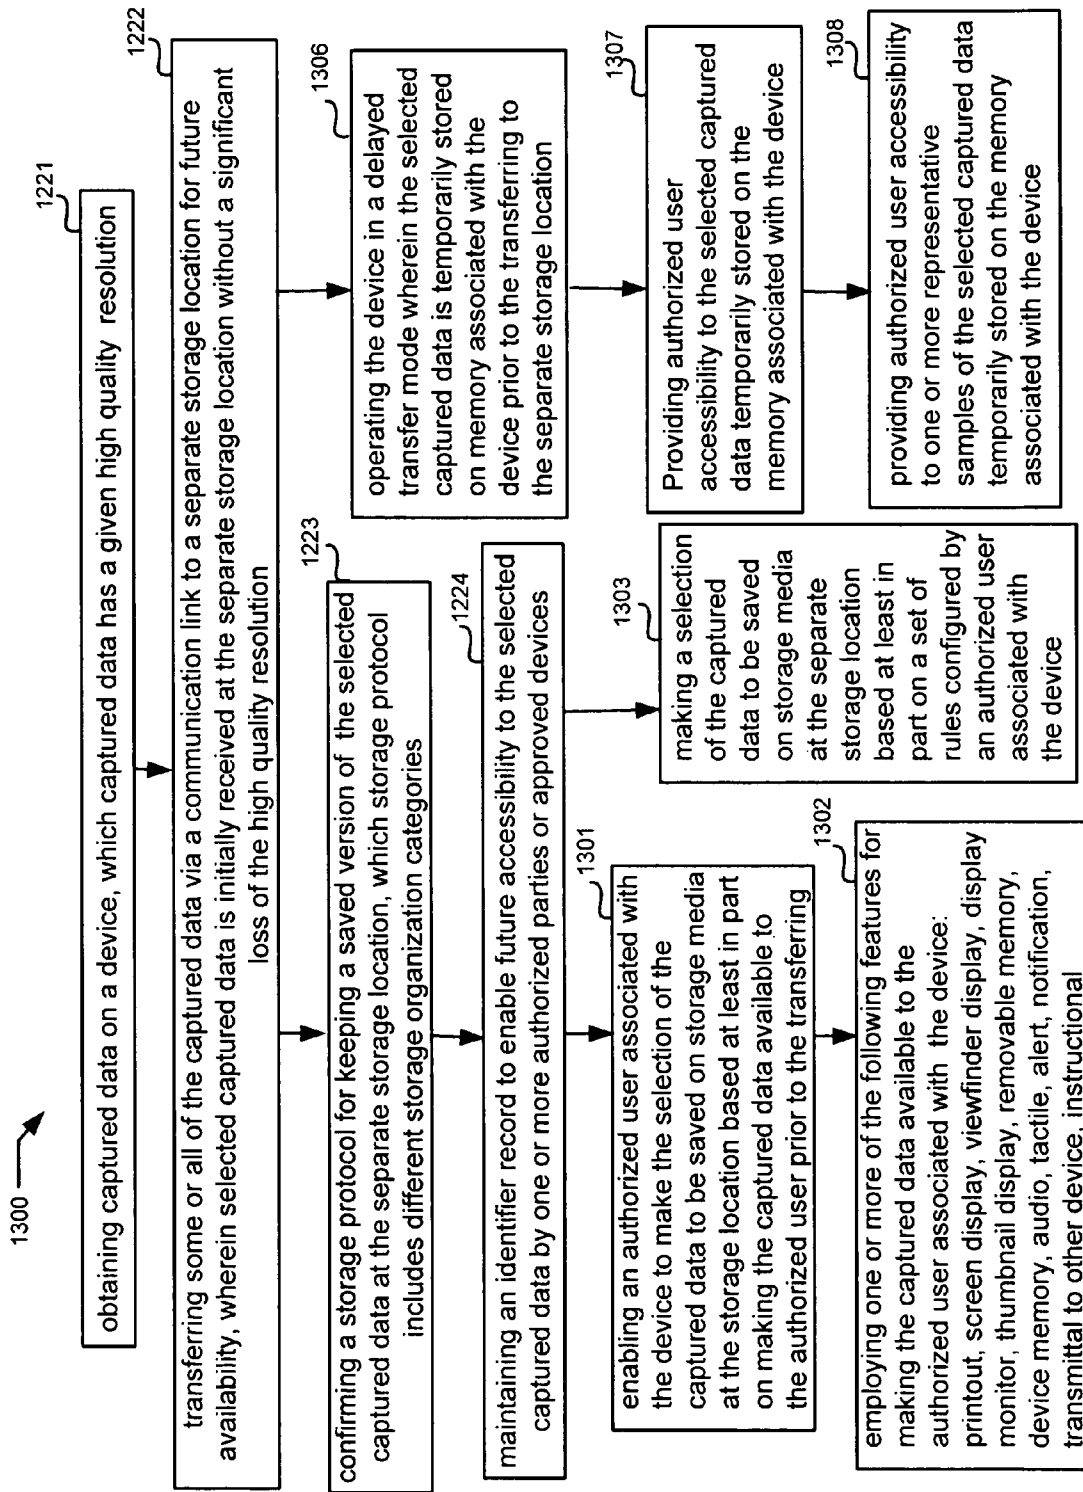 1300
1221
obtaining captured data on a device, which captured data has a given high quality resolution
1222
transferring some or all of the captured data via a communication link to a separate storage location for future
availability, wherein selected captured data is initially received at the separate storage location without a significant
loss of the high quality resolution
1223
confirming a storage protocol for keeping a saved version of the selected
captured data at the separate storage location, which storage protocol
includes different storage organization categories
1224
maintaining an identifier record to enable future accessibility to the selected
captured data by one or more authorized parties or approved devices
1301
enabling an authorized user associated with
the device to make the selection of the
captured data to be saved on storage media
at the storage location based at least in part
on making the captured data available to
the authorized user prior to the transferring
1302
employing one or more of the following features for
making the captured data available to the
authorized user associated with the device:
printout, screen display, viewfinder display, display
monitor, thumbnail display, removable memory,
device memory, audio, tactile, alert, notification,
transmittal to other device, instructional
1303
making a selection
of the captured
data to be saved
on storage media
at the separate
storage location
based at least in
part on a set of
rules configured by
an authorized user
associated with
the device
1306
operating the device in a delayed
transfer mode wherein the selected
captured data is temporarily stored
on memory associated with the
device prior to the transferring to
the separate storage location
1307
Providing authorized user
accessibility to the selected captured
data temporarily stored on the
memory associated with the device
1308
providing authorized user accessibility
to one or more representative
samples of the selected captured data
temporarily stored on the memory
associated with the device